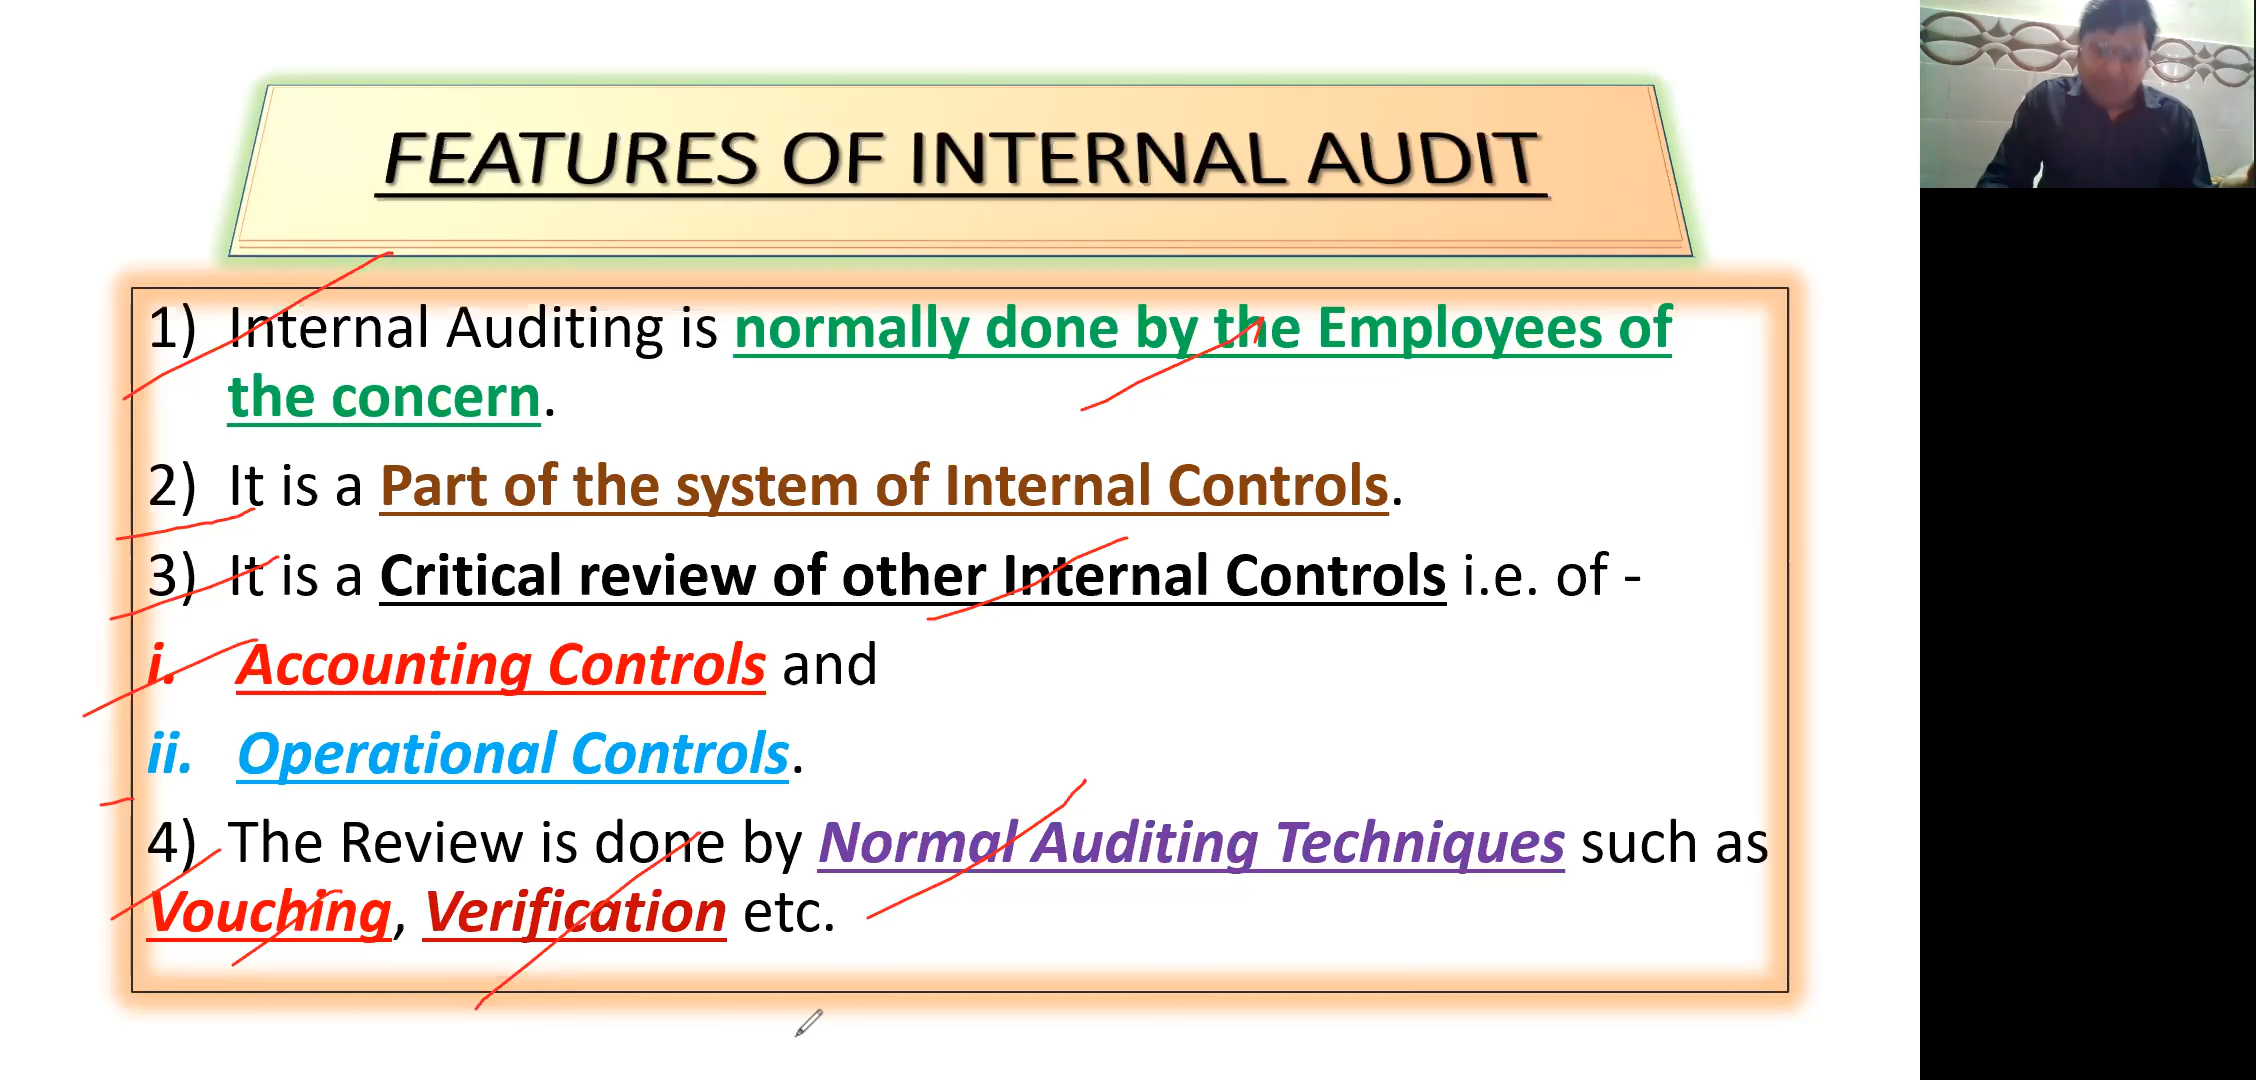 FEATURES OF INTERNAL AUDIT
1) Internal Auditing is normally done by the Employees of
the concern.
2) It is a Part of the system of Internal Controls.
3) It is a Critical review of other Internal Controls i.e. of -
i. Accounting Controls and
ii. Operational Controls.
4) The Review is done by Normal Auditing Techniques such as
Vouching, Verification etc.